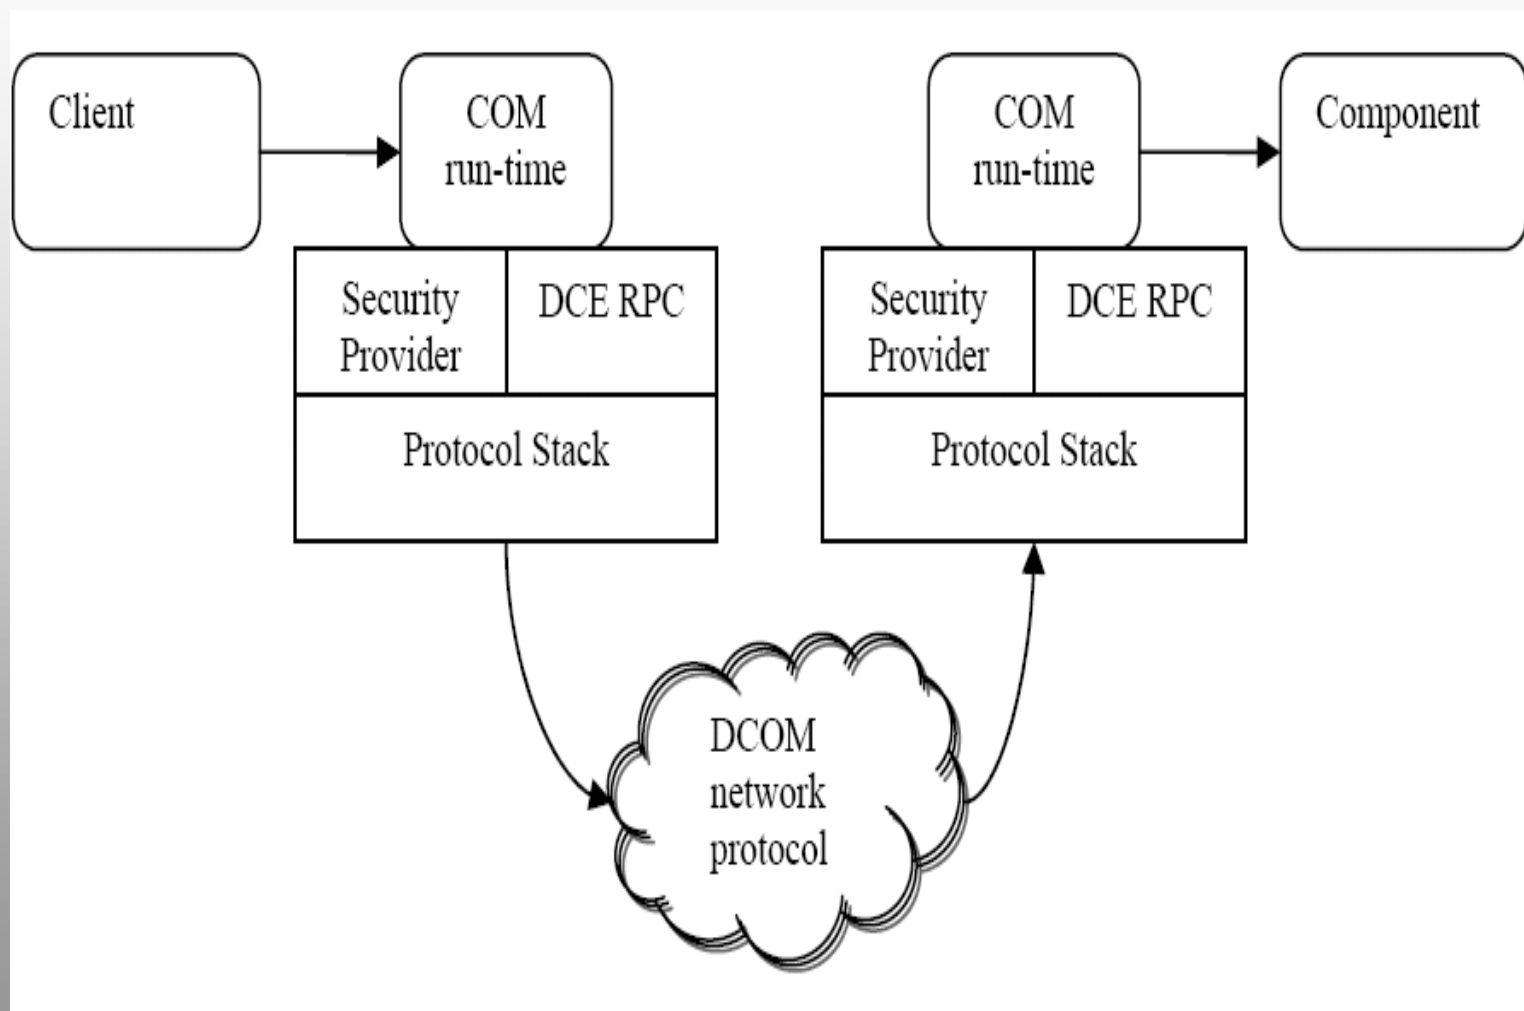 Client
COM
run-time
COM
run-time
Component
Security
Provider
DCE RPC
Security
Provider
DCE RPC
Protocol Stack
Protocol Stack
DCOM
network
protocol